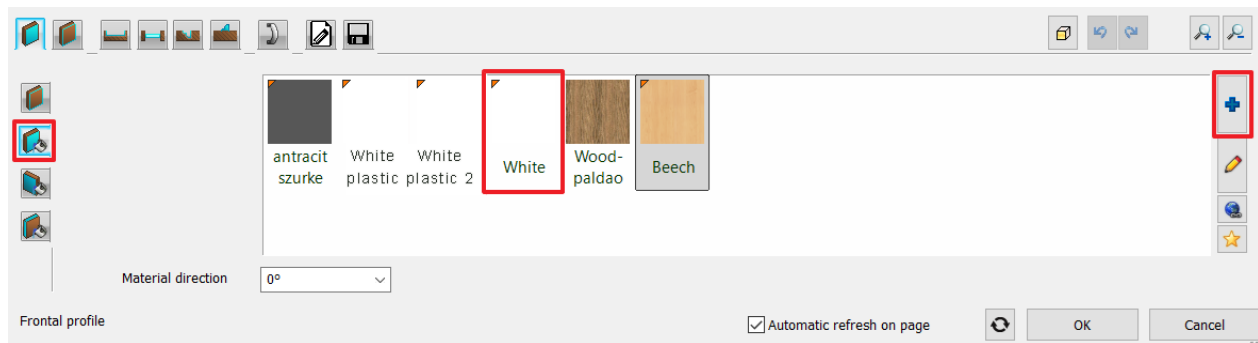 antracit
szurke
White
plastic
White
plastic 2
White
Wood-
paldao
Beech
Material direction
0°
Frontal profile
Automatic refresh on page
OK
Cancel